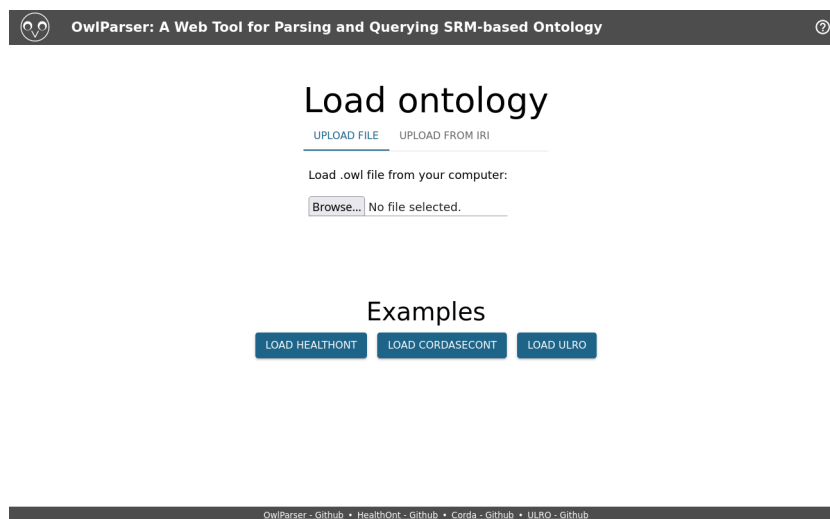 OwlParser: A Web Tool for Parsing and Querying SRM-based Ontology
Load ontology
UPLOAD FILE UPLOAD FROM IRI
Load .owl file from your computer:
Browse... No file selected.
Examples
LOAD HEALTHONT LOAD CORDASECONT LOAD ULRO
OwlParser - Github • HealthOnt - Github • Corda - Github • ULRO - Github